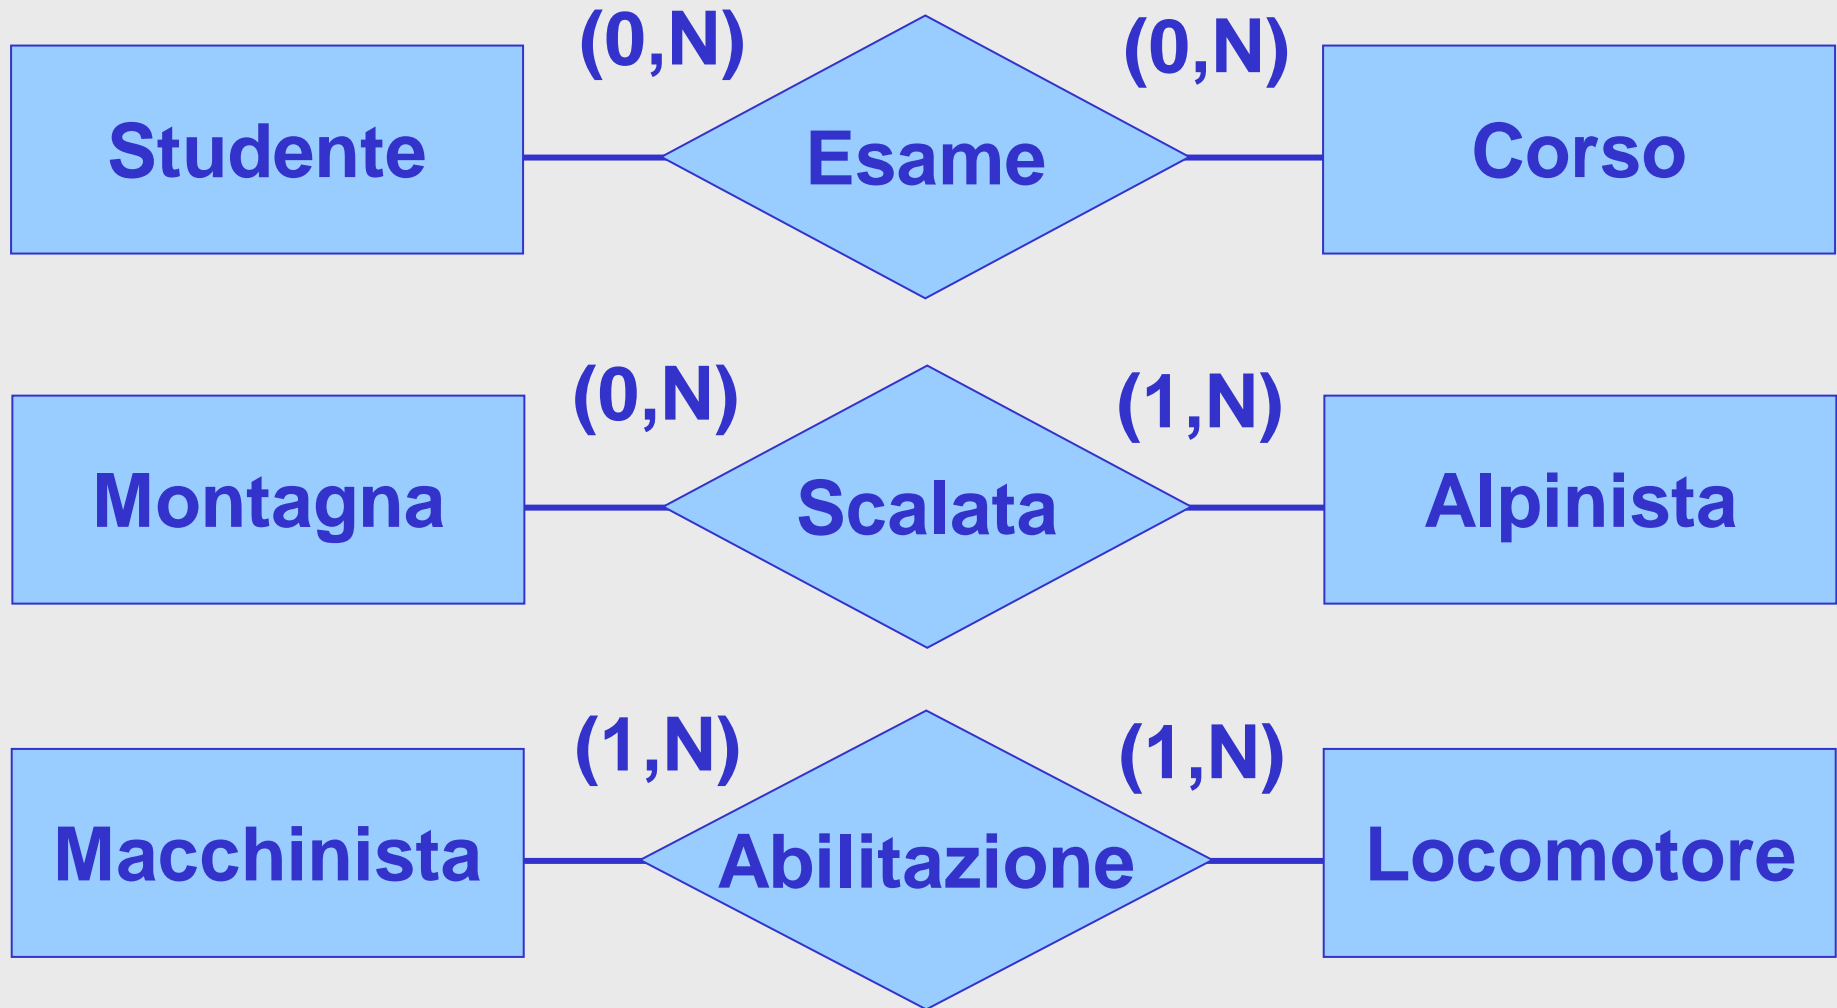 (0,N) (0,N)
Studente Esame Corso
(0,N) (1,N)
Montagna Scalata Alpinista
(1,N) (1,N)
Macchinista Abilitazione Locomotore